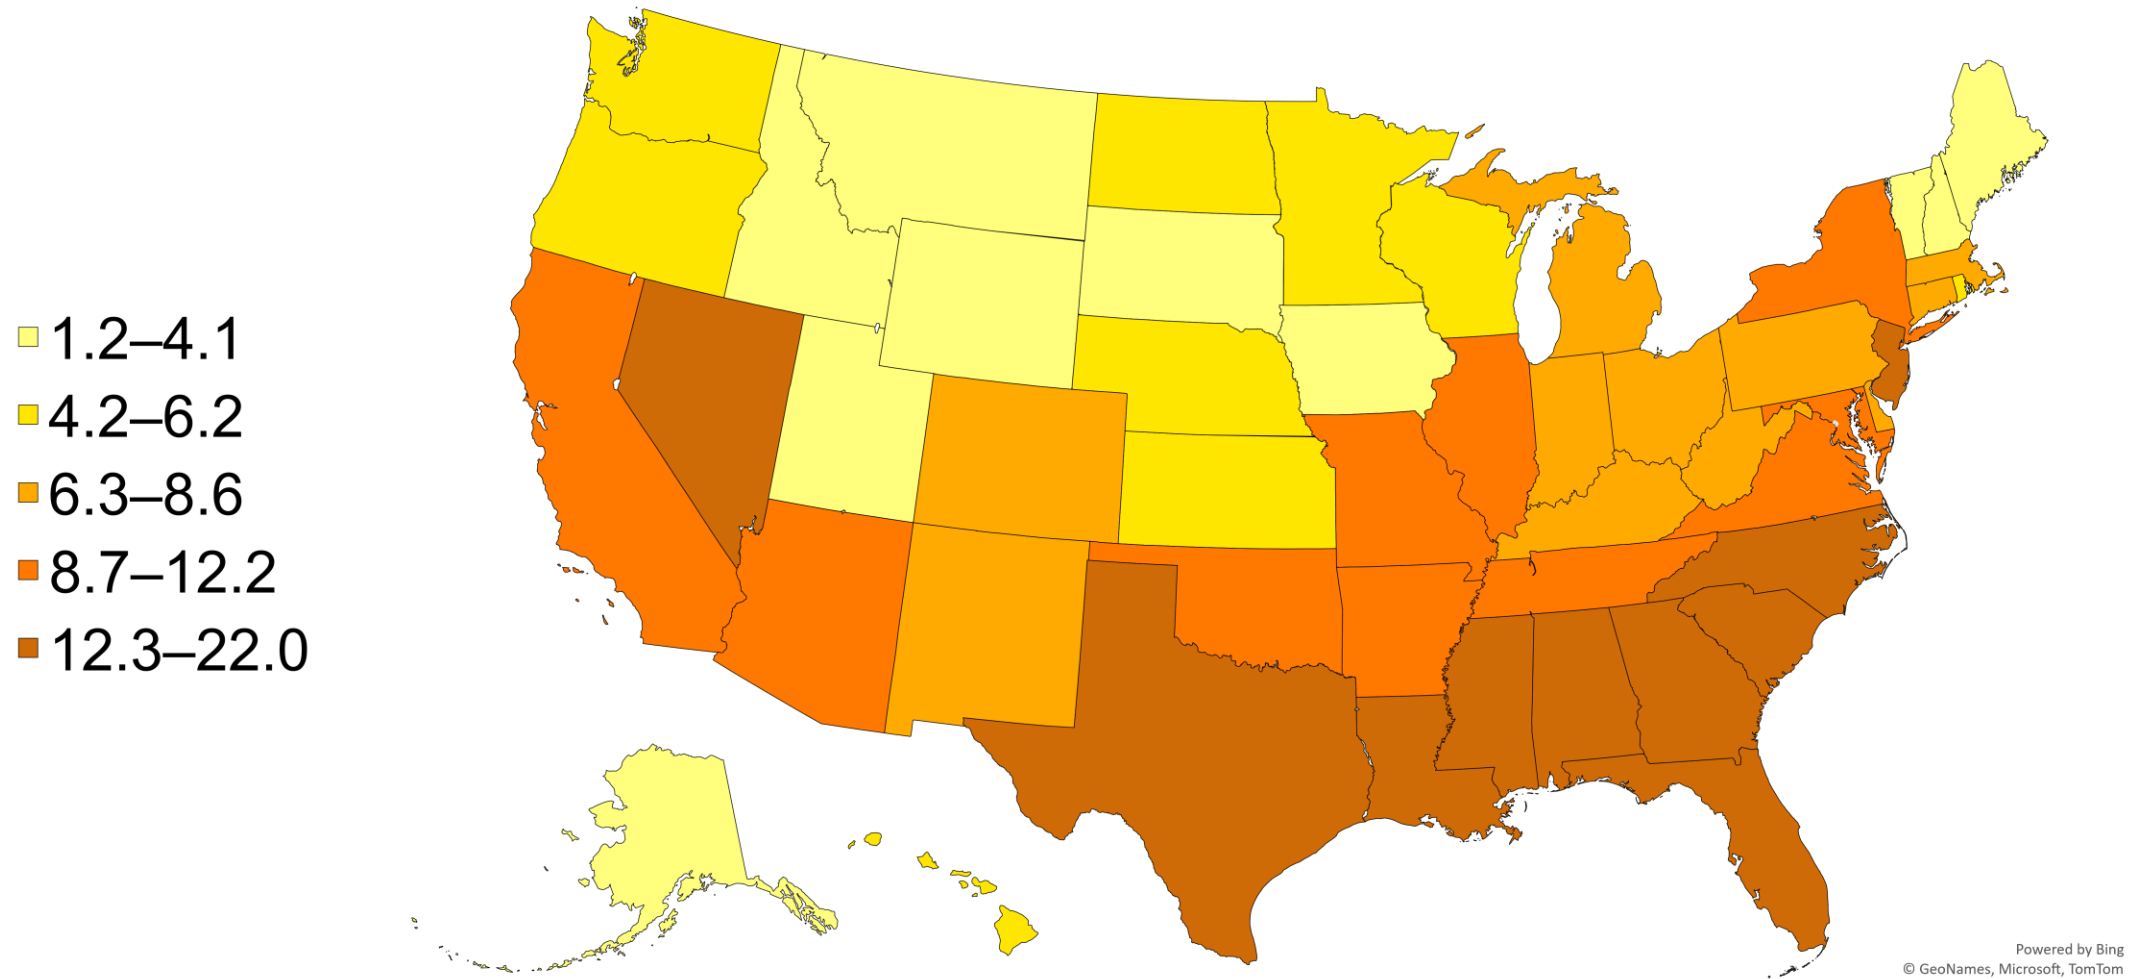 1.2–4.1
4.2–6.2
6.3–8.6
8.7–12.2
12.3–22.0
Powered by Bing
© GeoNames, Microsoft, TomTom